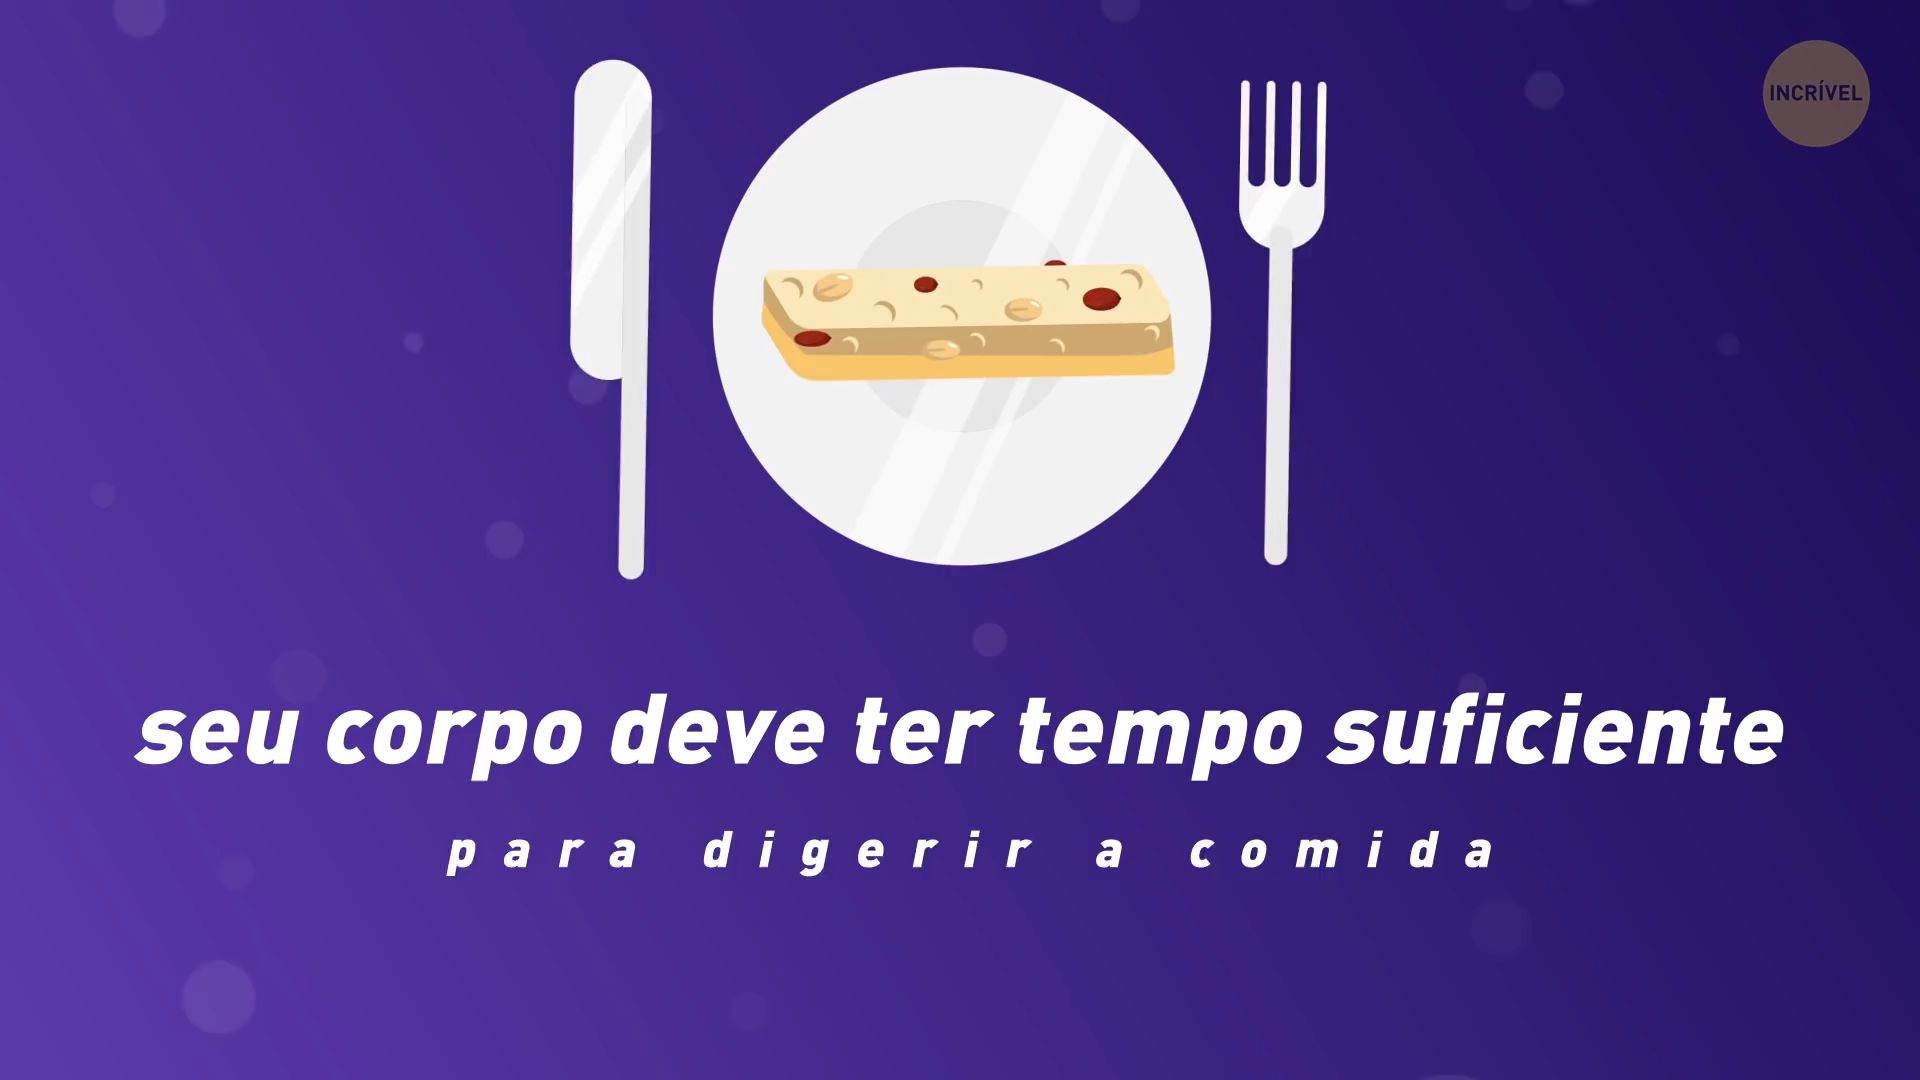 INCRÍVEL
seu corpo deve ter tempo suficiente
para digerir a comida